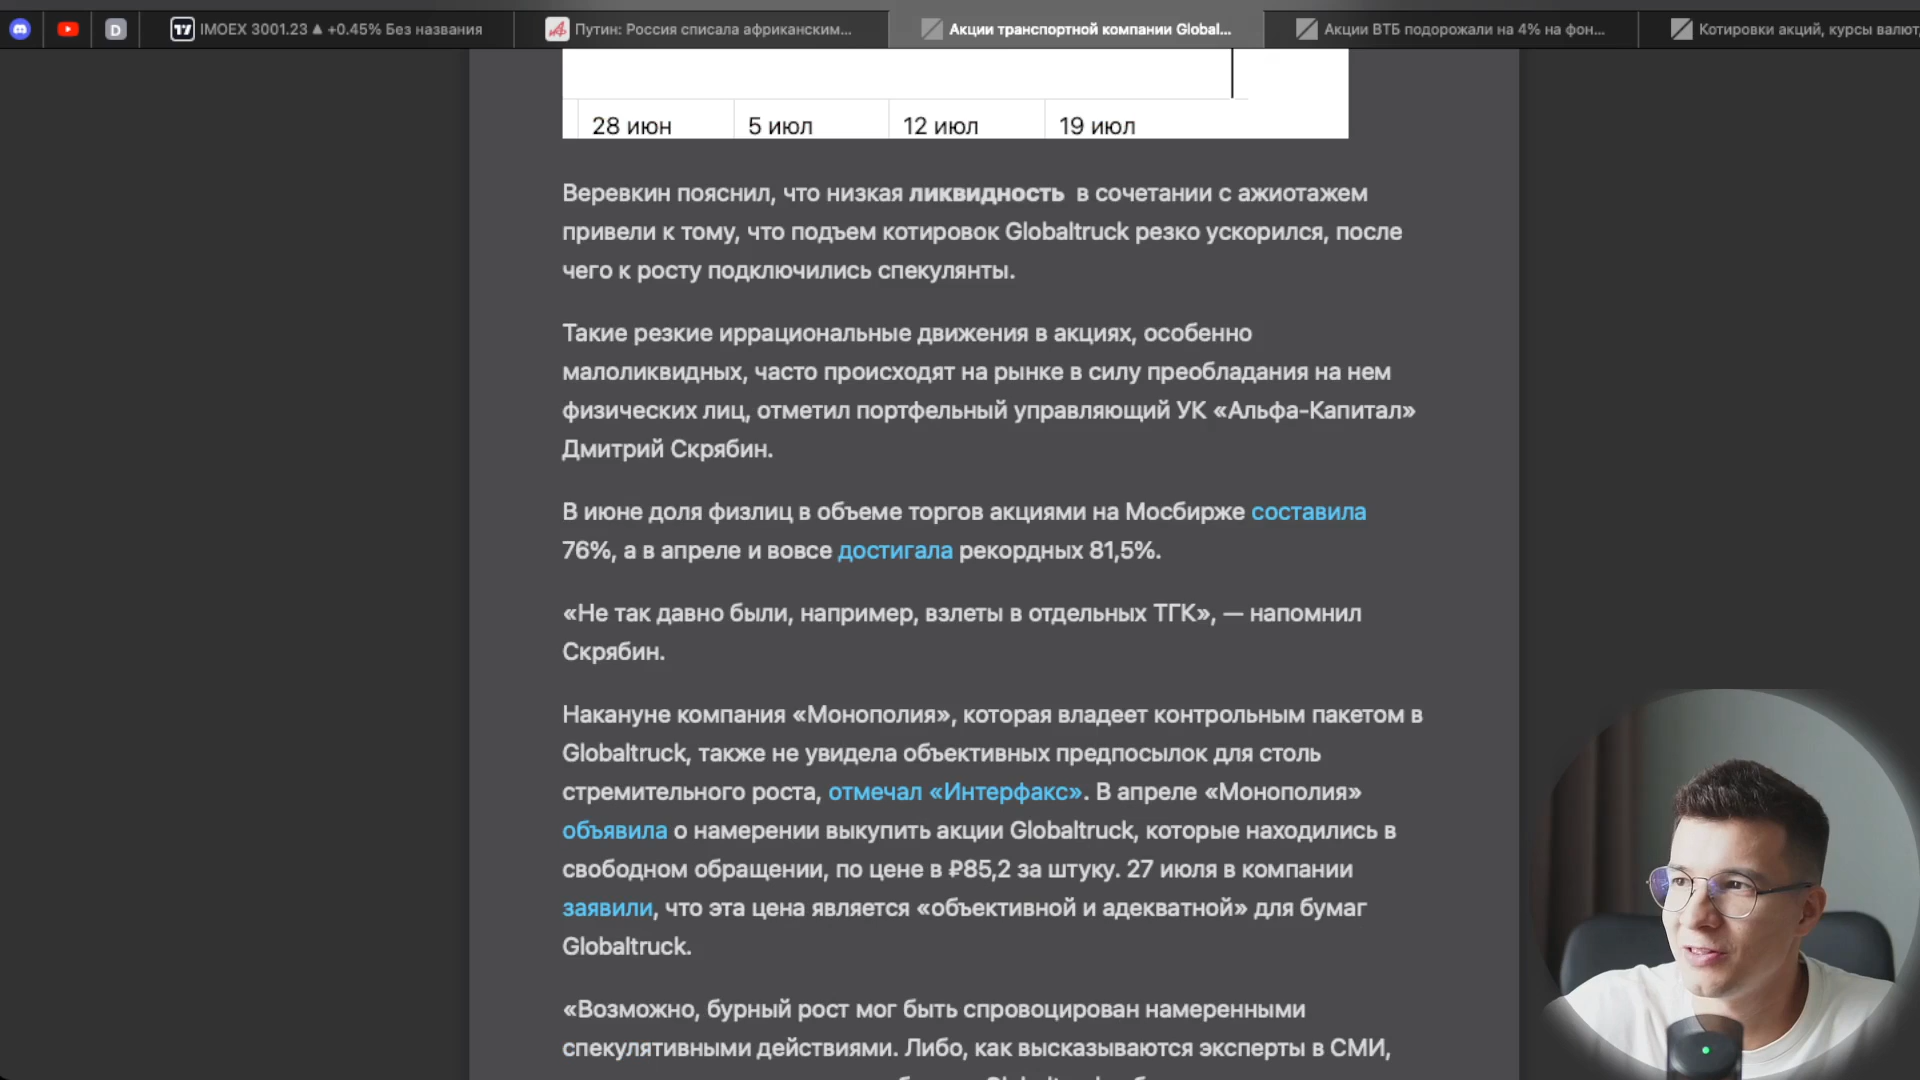 IMOEX 3001.23 ▲ +0.45% Без названия
Путин: Россия списала африканским...
Акции транспортной компании Global...
Акции ВТБ подорожали на 4% на фон...
Котировки акций, курсы валют,
28 июн 5 июл 12 июл 19 июл
Веревкин пояснил, что низкая ликвидность в сочетании с ажиотажем
привели к тому, что подъем котировок Globaltruck резко ускорился, после
чего к росту подключились спекулянты.
Такие резкие иррациональные движения в акциях, особенно
малоликвидных, часто происходят на рынке в силу преобладания на нем
физических лиц, отметил портфельный управляющий УК «Альфа-Капитал»
Дмитрий Скрябин.
В июне доля физлиц в объеме торгов акциями на Мосбирже составила
76%, а в апреле и вовсе достигала рекордных 81,5%.
«Не так давно были, например, взлеты в отдельных ТГК», — напомнил
Скрябин.
Накануне компания «Монополия», которая владеет контрольным пакетом в
Globaltruck, также не увидела объективных предпосылок для столь
стремительного роста, отмечал «Интерфакс». В апреле «Монополия»
объявила о намерении выкупить акции Globaltruck, которые находились в
свободном обращении, по цене в ₽85,2 за штуку. 27 июля в компании
заявили, что эта цена является «объективной и адекватной» для бумаг
Globaltruck.
«Возможно, бурный рост мог быть спровоцирован намеренными
спекулятивными действиями. Либо, как высказываются эксперты в СМИ,